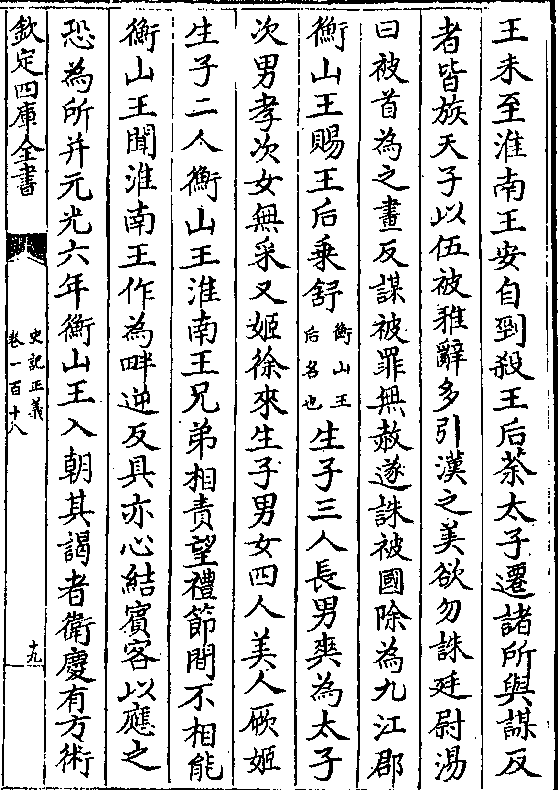 王未至淮南王安自剄殺王后荼太子遷諸所與謀反
者皆族天子以伍被雅辭多引漢之美欲勿誅廷尉湯
曰被首為之畫反謀被罪無赦遂誅被國除為九江郡
衡山王賜王后乗舒衡山王后名也生子三人長男爽為太子
次男孝次女無采又姬徐來生子男女四人美人厥姬
生子二人衡山王淮南王兄弟相責望禮節間不相能
衡山王聞淮南王作為畔逆反具亦心結賓客以應之
恐為所并元光六年衡山王入朝其謁者衛慶有方術
欽定四庫全書
史記正義
卷一百十八
十九